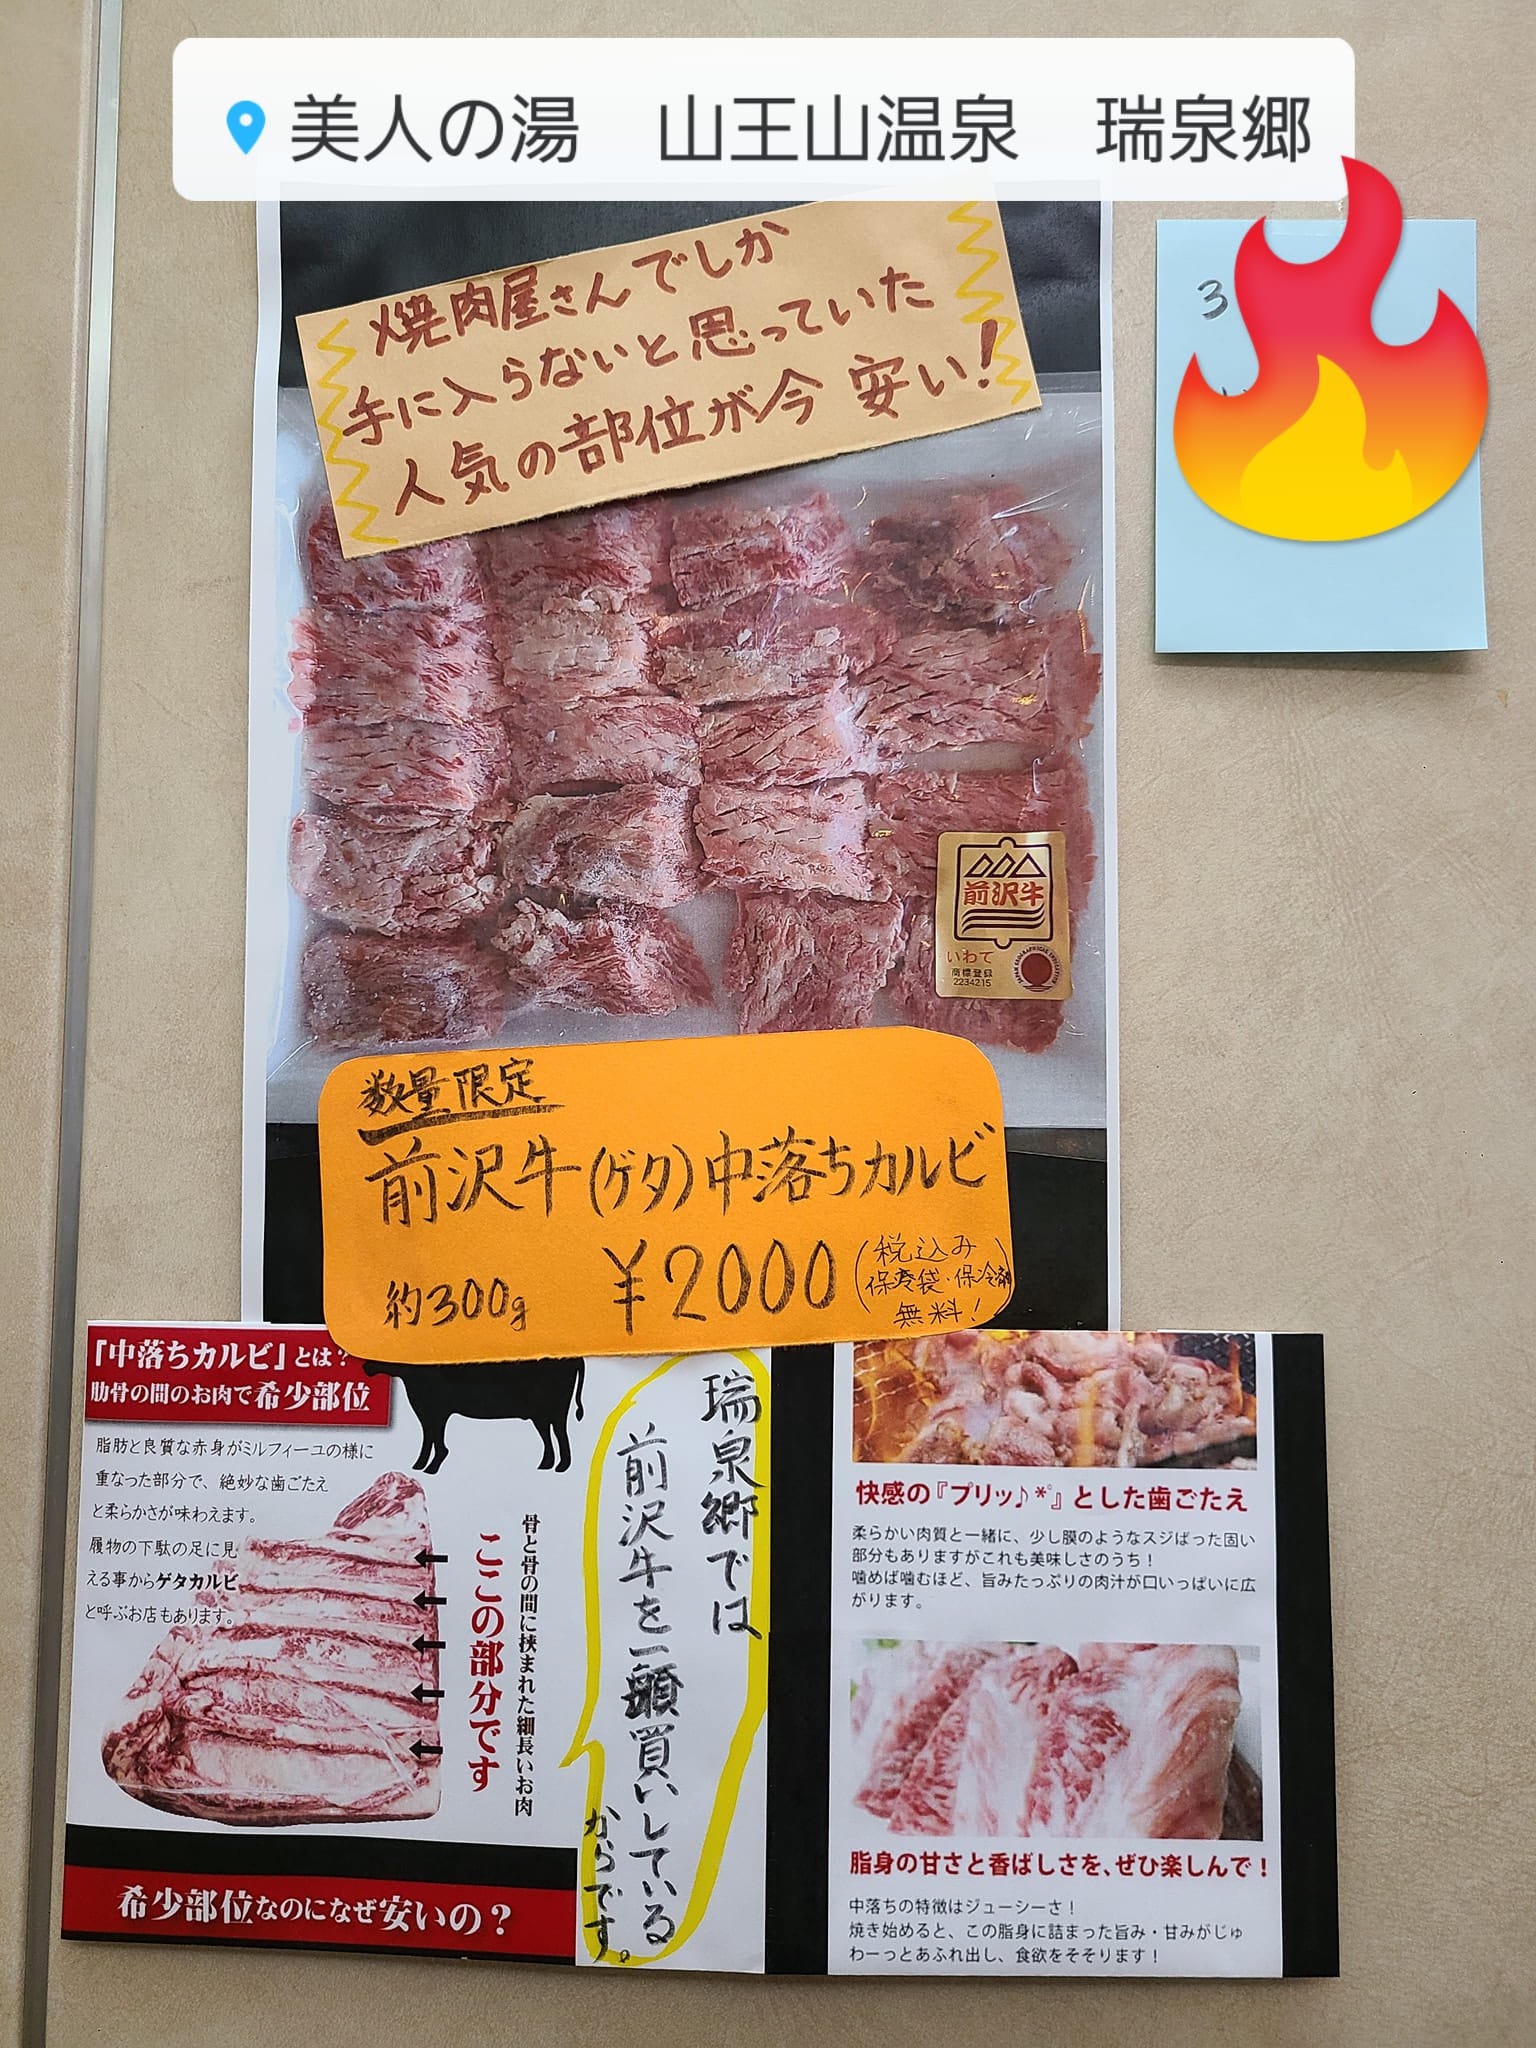 美人の湯　山王山温泉　瑞泉郷
焼肉屋さんでしか
手に入らないと思っていた
人気の部位が今 安い!
3
前沢牛
いわて
商標登録
2234215
数量限定
前沢牛(ゲタ)中落ちカルビ
約300g ¥2000
(税込み
保冷袋・保冷剤
無料!)
「中落ちカルビ」とは?
肋骨の間のお肉で希少部位
脂肪と良質な赤身がミルフィーユの様に
重なった部分で、絶妙な歯ごたえ
と柔らかさが味わえます。
履物の下駄の足に見
える事からゲタカルビ
と呼ぶお店もあります。
骨と骨の間に挟まれた細長いお肉
ここの部分です
希少部位なのになぜ安いの?
瑞泉郷では
前沢牛を一頭買いしている
からです。
快感の『プリッ♪*°』とした歯ごたえ
柔らかい肉質と一緒に、少し膜のようなスジばった固い
部分もありますがこれも美味しさのうち!
噛めば噛むほど、旨みたっぷりの肉汁が口いっぱいに広
がります。
脂身の甘さと香ばしさを、ぜひ楽しんで!
中落ちの特徴はジューシーさ!
焼き始めると、この脂身に詰まった旨み・甘みがじゅ
わーっとあふれ出し、食欲をそそります!